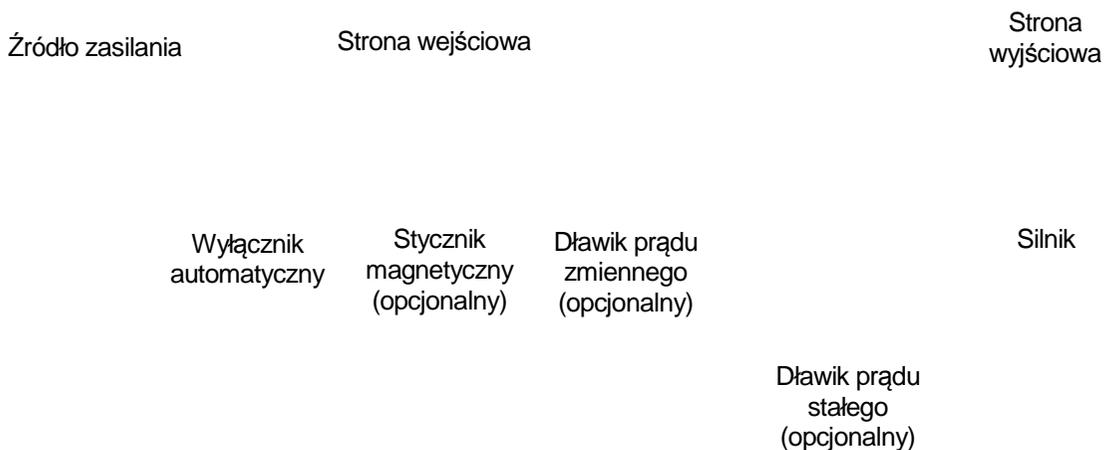 Źródło zasilania
Strona wejściowa
Strona
wyjściowa
Wyłącznik
automatyczny
Stycznik
magnetyczny
(opcjonalny)
Dławik prądu
zmiennego
(opcjonalny)
Silnik
Dławik prądu
stałego
(opcjonalny)